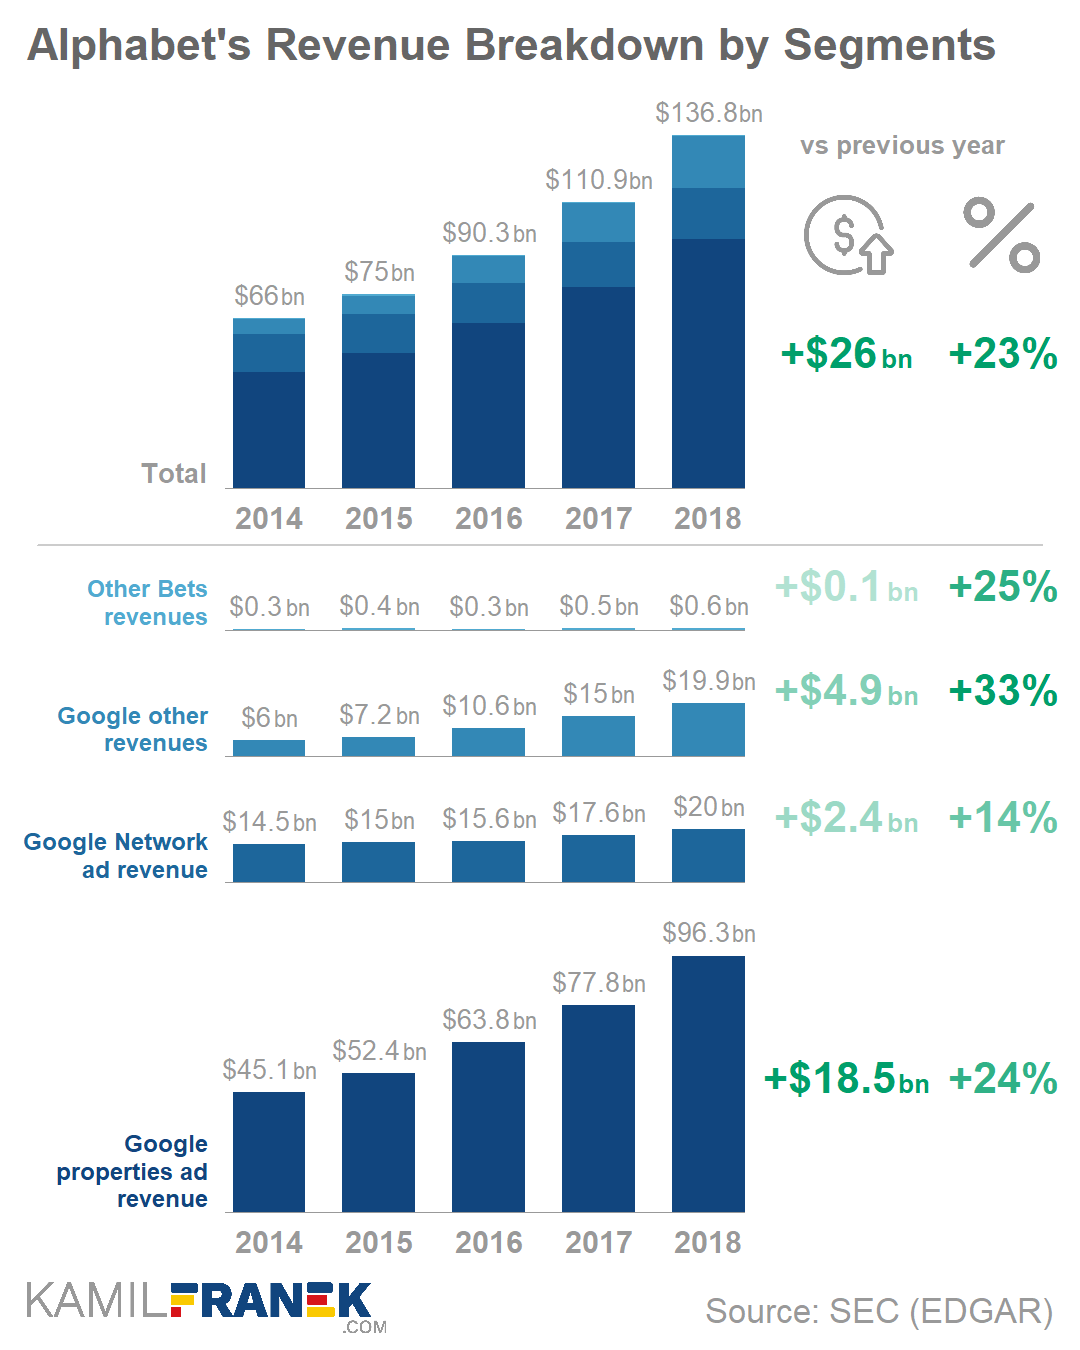 Alphabet's Revenue Breakdown by Segments
$136.8bn
vs previous year
$110.9bn
$90.3bn
$75bn
$66bn
$
%
+$26bn +23%
Total
2014 2015 2016 2017 2018
Other Bets
revenues
$0.3bn $0.4bn $0.3bn $0.5bn $0.6bn
+$0.1bn +25%
Google other
revenues
$6bn $7.2bn $10.6bn $15bn $19.9bn
+$4.9bn +33%
Google Network
ad revenue
$14.5bn $15bn $15.6bn $17.6bn $20bn
+$2.4bn +14%
Google
properties ad
revenue
$45.1bn $52.4bn $63.8bn $77.8bn $96.3bn
+$18.5bn +24%
2014 2015 2016 2017 2018
KAMILFRANEK
.COM
Source: SEC (EDGAR)